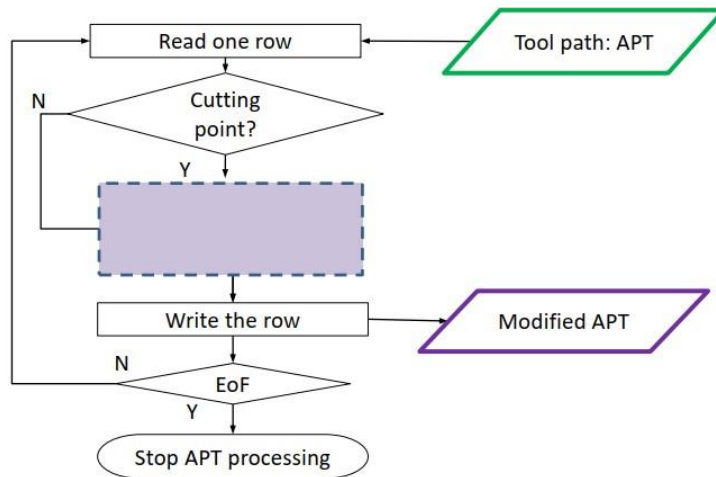 Read one row
Tool path: APT
N
Cutting
point?
Y
Write the row
Modified APT
N
EoF
Y
Stop APT processing